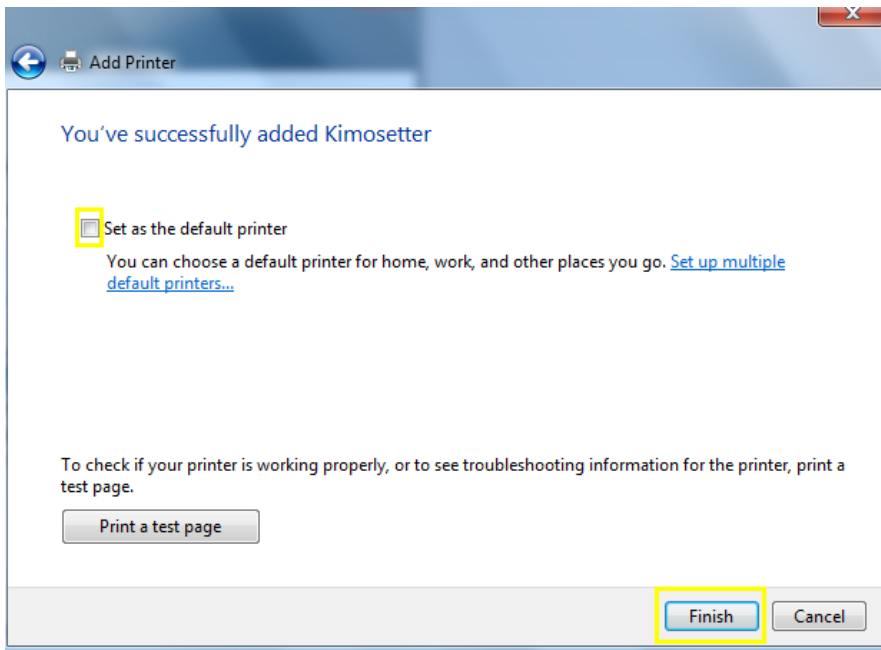 Add Printer
You've successfully added Kimosetter
Set as the default printer
You can choose a default printer for home, work, and other places you go. Set up multiple
default printers...
To check if your printer is working properly, or to see troubleshooting information for the printer, print a
test page.
Print a test page
Finish
Cancel